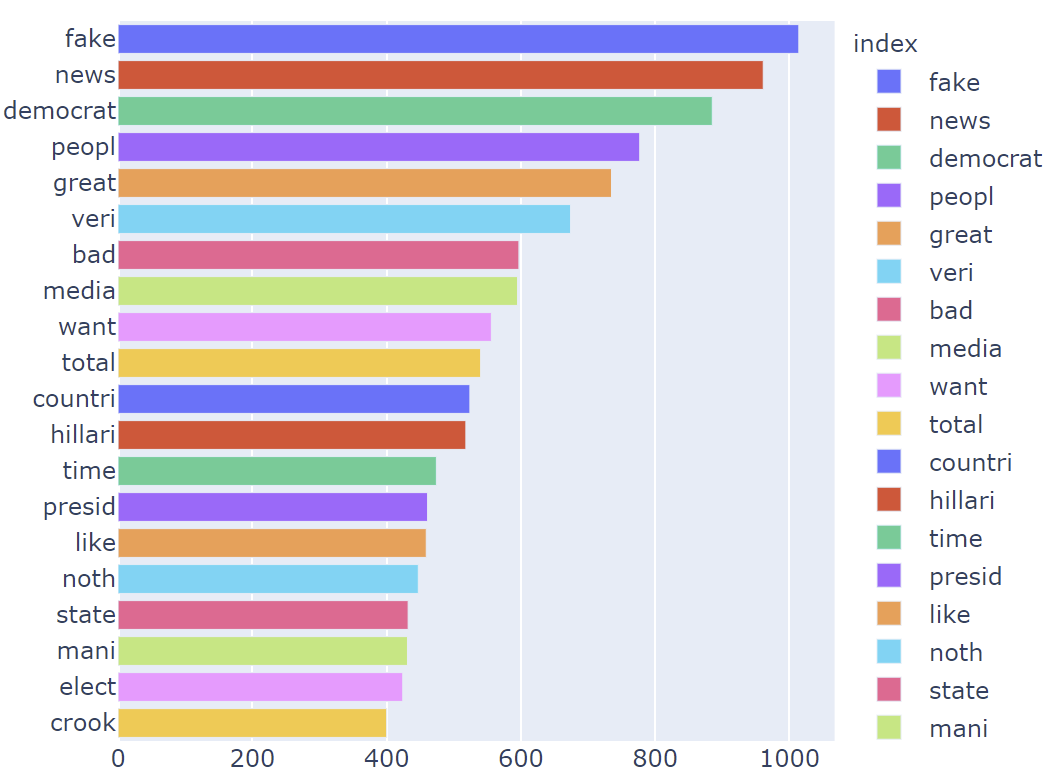 fake
news
democrat
peopl
great
veri
bad
media
want
total
countri
hillari
time
presid
like
noth
state
mani
elect
crook
0 200 400 600 800 1000
index
fake
news
democrat
peopl
great
veri
bad
media
want
total
countri
hillari
time
presid
like
noth
state
mani